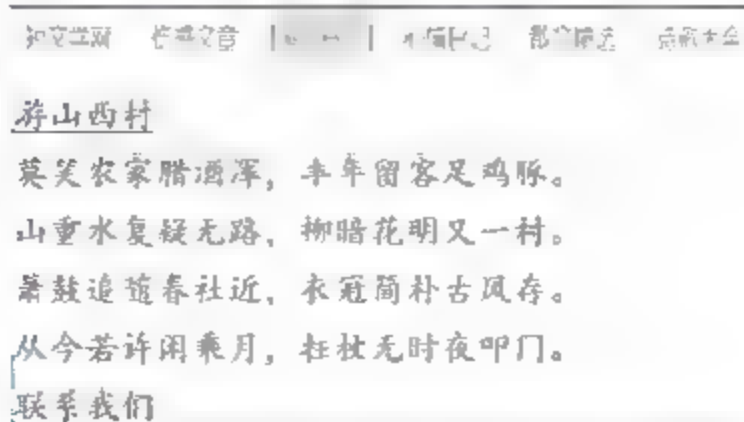 游山西村
莫笑农家腊酒浑，丰年留客足鸡豚。
山重水复疑无路，柳暗花明又一村。
箫鼓追随春社近，衣冠简朴古风存。
从今若许闲乘月，拄杖无时夜叩门。
联系我们